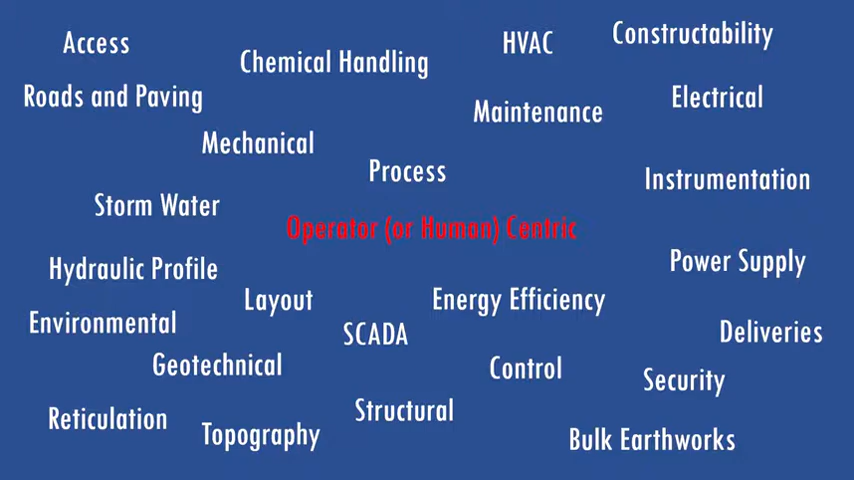 Access
HVAC
Constructability
Chemical Handling
Roads and Paving
Maintenance
Electrical
Mechanical
Process
Instrumentation
Storm Water
Operator (or Human) Centric
Hydraulic Profile
Power Supply
Layout
Energy Efficiency
Environmental
SCADA
Deliveries
Geotechnical
Control
Security
Reticulation
Structural
Topography
Bulk Earthworks